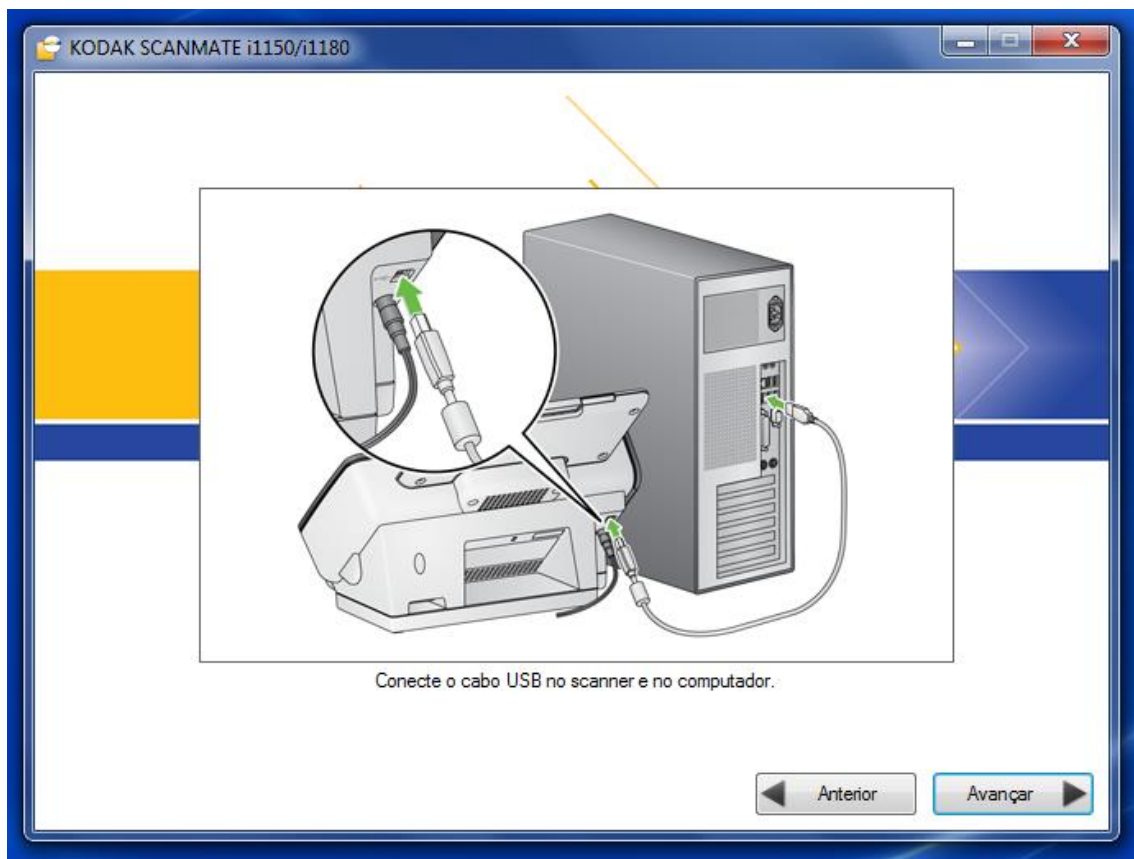 KODAK SCANMATE i1150/i1180
Conecte o cabo USB no scanner e no computador.
Anterior
Avançar